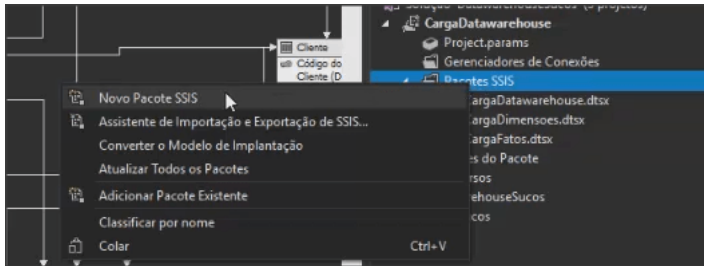 CargaDatawarehouse
Project.params
Gerenciadores de Conexões
Pacotes SSIS
Cliente
Código do
Cliente (D
Novo Pacote SSIS
Assistente de Importação e Exportação de SSIS...
Converter o Modelo de Implantação
Atualizar Todos os Pacotes
Adicionar Pacote Existente
Classificar por nome
Colar Ctrl+V
argaDatawarehouse.dtsx
argaDimensoes.dtsx
argaFatos.dtsx
es do Pacote
rsos
ehouseSucos
cos